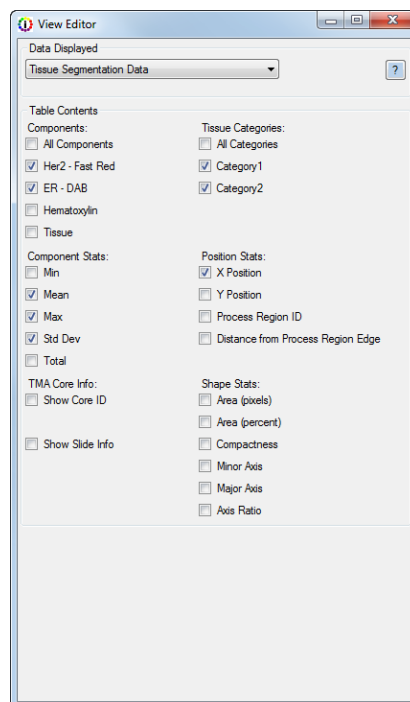 View Editor
Data Displayed
Tissue Segmentation Data
?
Table Contents
Components:
All Components
Her2 - Fast Red
ER - DAB
Hematoxylin
Tissue
Tissue Categories:
All Categories
Category1
Category2
Component Stats:
Min
Mean
Max
Std Dev
Total
Position Stats:
X Position
Y Position
Process Region ID
Distance from Process Region Edge
TMA Core Info:
Show Core ID
Show Slide Info
Shape Stats:
Area (pixels)
Area (percent)
Compactness
Minor Axis
Major Axis
Axis Ratio